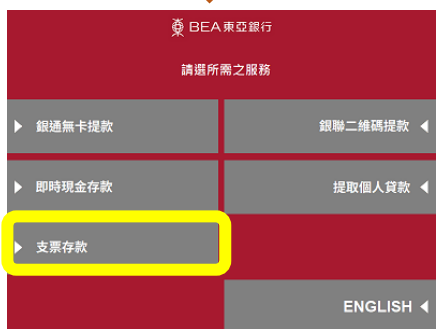 BEA東亞銀行
請選所需之服務
銀通無卡提款
銀聯二維碼提款
即時現金存款
提取個人貸款
支票存款
ENGLISH